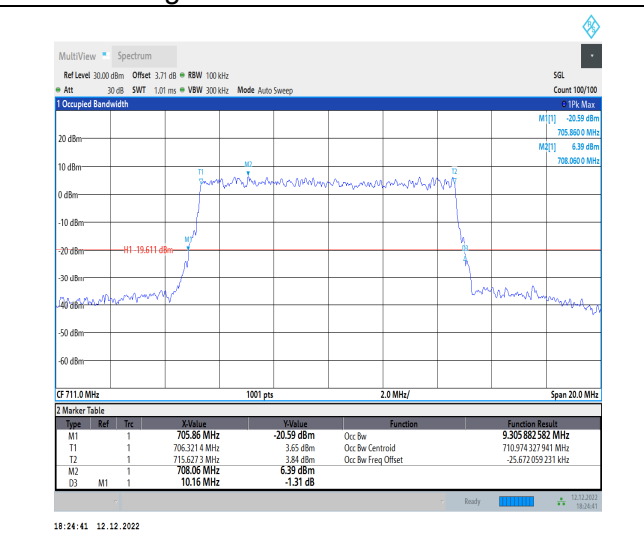 MultiView Spectrum
Ref Level 30.00 dBm Offset 3.71 dB RBW 100 kHz SGL
Att 30 dB SWT 1.01 ms VBW 300 kHz Mode Auto Sweep Count 100/100
1 Occupied Bandwidth 1Pk Max
M1[1] -20.59 dBm
705.860 0 MHz
M2[1] 6.39 dBm
708.060 0 MHz
20 dBm
10 dBm
0 dBm
-10 dBm
-20 dBm
-30 dBm
-40 dBm
-50 dBm
-60 dBm
T1
M2
T2
M1
H1 -19.611 dBm
CF 711.0 MHz 1001 pts 2.0 MHz/ Span 20.0 MHz
2 Marker Table
Type Ref Trc X-Value Y-Value Function Function Result
M1 1 705.86 MHz -20.59 dBm Occ Bw 9.305 882 582 MHz
T1 1 706.321 4 MHz 3.65 dBm Occ Bw Centroid 710.974 327 941 MHz
T2 1 715.627 3 MHz 3.84 dBm Occ Bw Freq Offset -25.672 059 231 kHz
M2 1 708.06 MHz 6.39 dBm
D3 M1 1 10.16 MHz -1.31 dB
Ready 12.12.2022
18:24:41
18:24:41 12.12.2022